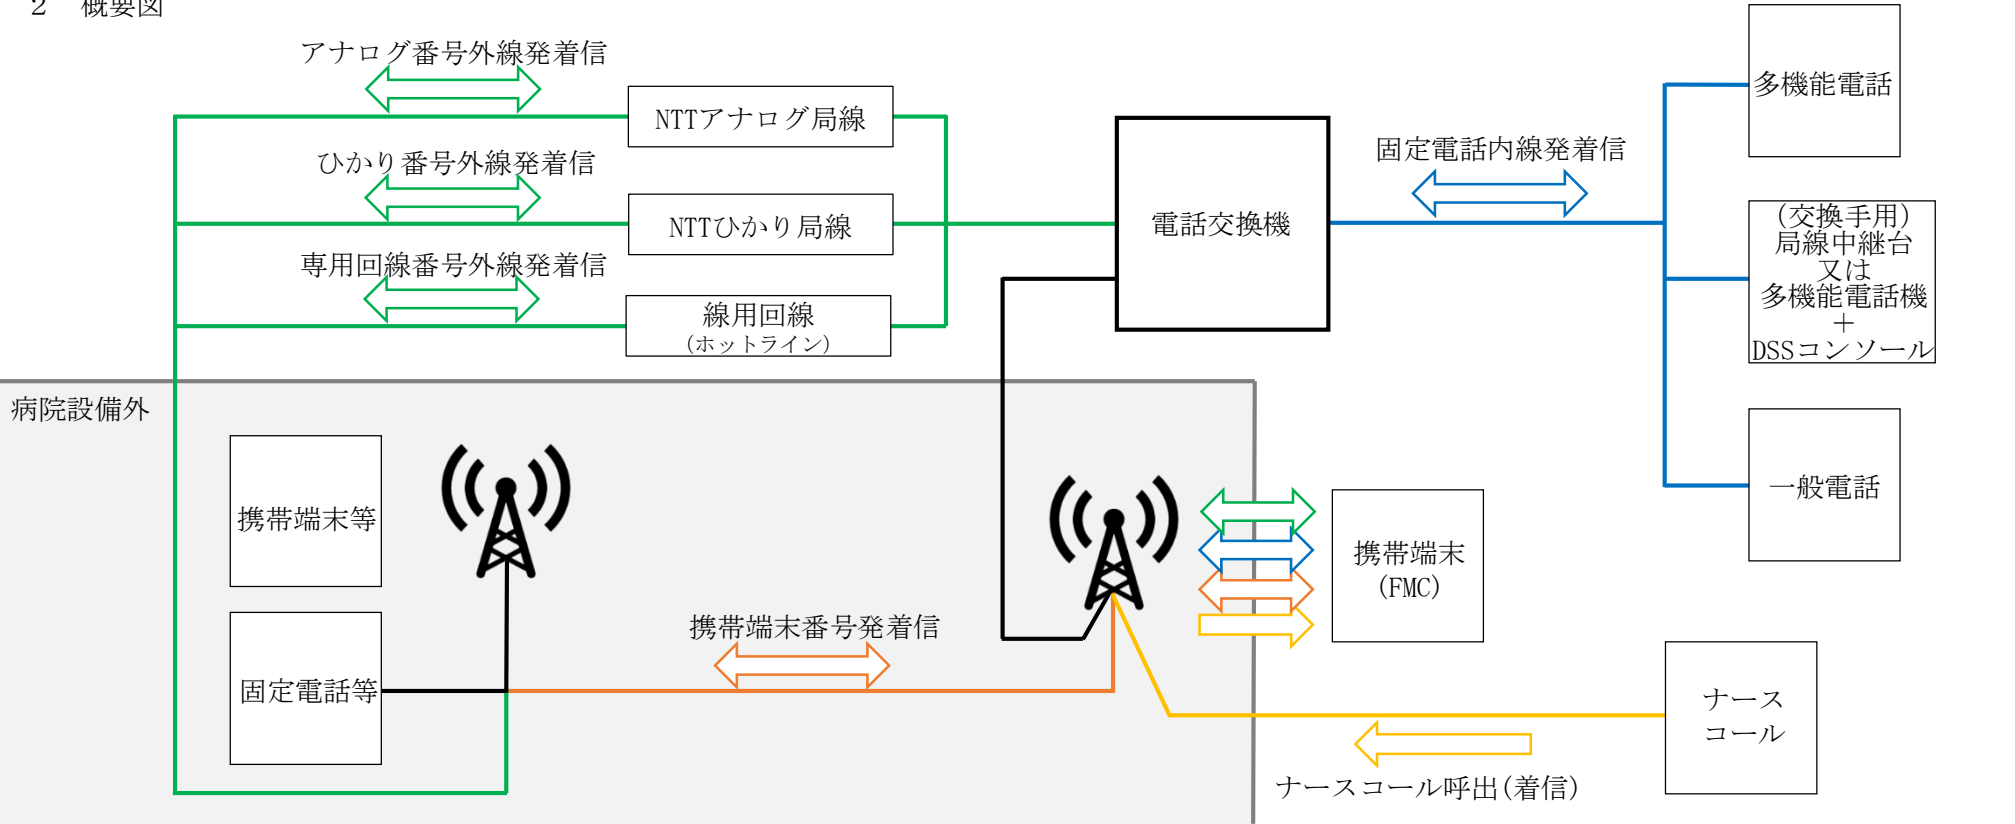 ２　概要図
アナログ番号外線発着信
NTTアナログ局線
ひかり番号外線発着信
NTTひかり局線
専用回線番号外線発着信
線用回線
(ホットライン)
電話交換機
固定電話内線発着信
多機能電話
(交換手用)
局線中継台
又は
多機能電話機
＋
DSSコンソール
一般電話
病院設備外
携帯端末等
固定電話等
携帯端末番号発着信
携帯端末
(FMC)
ナース
コール
ナースコール呼出(着信)